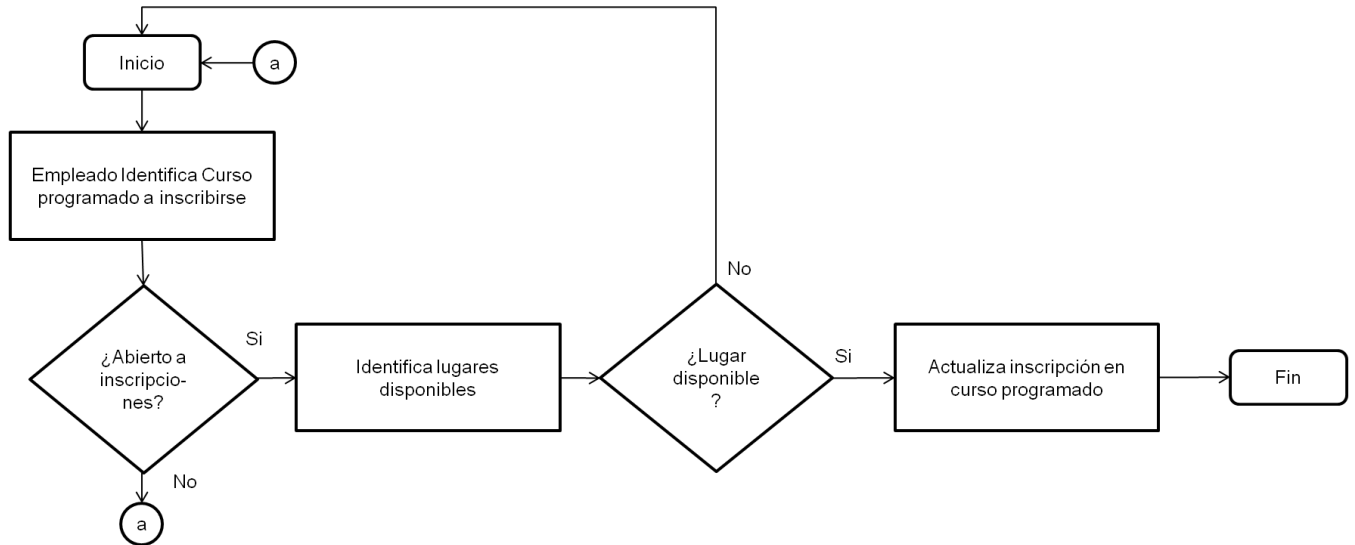 Inicio
a
Empleado Identifica Curso
programado a inscribirse
¿Abierto a
inscripcio-
nes?
Si
No
a
Identifica lugares
disponibles
¿Lugar
disponible
?
No
Si
Actualiza inscripción en
curso programado
Fin